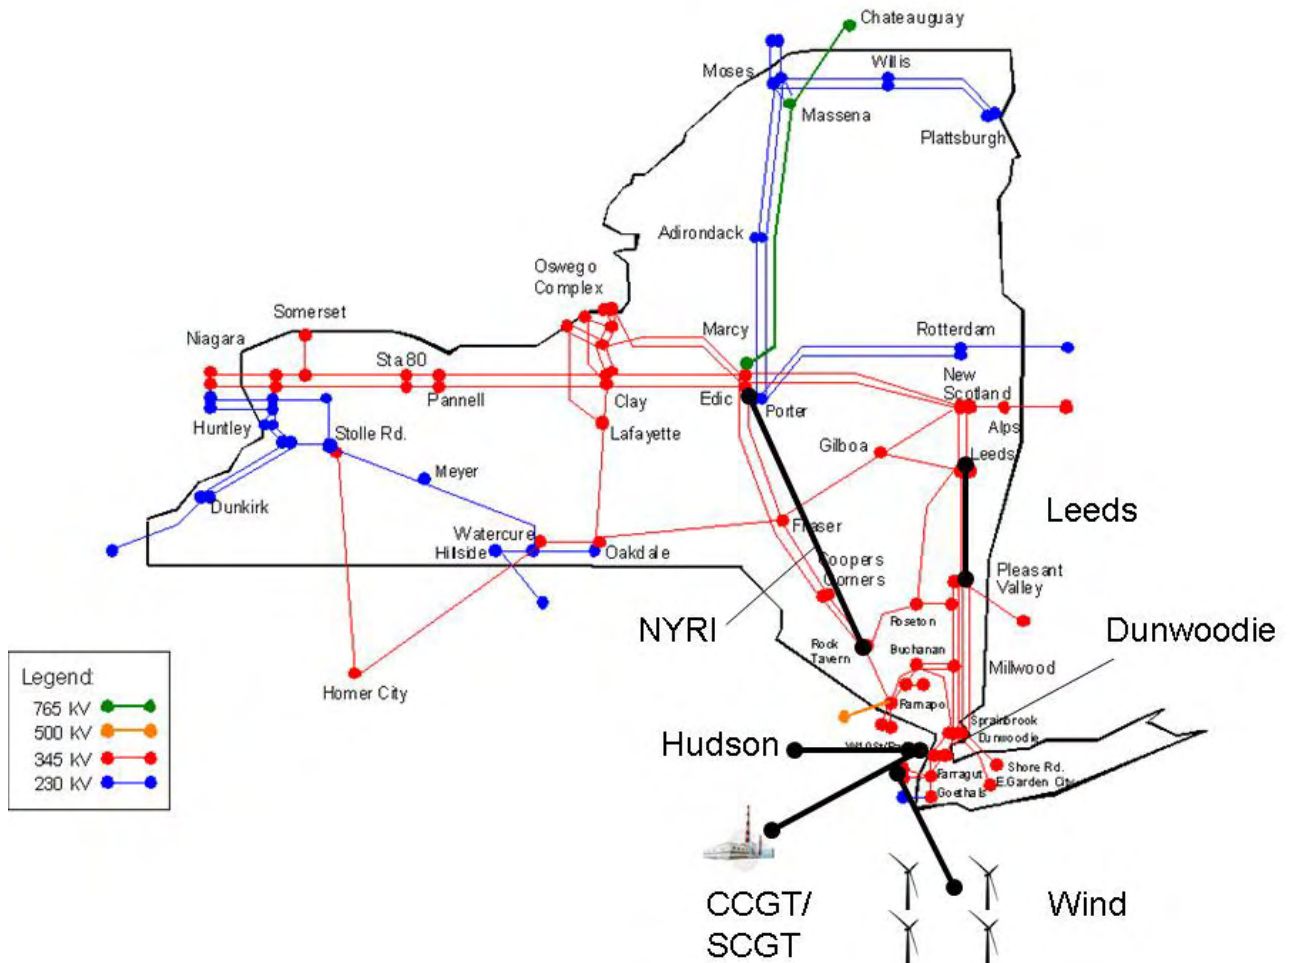 Chateauguay
Moses
Willis
Massena
Plattsburgh
Adirondack
Oswego
Complex
Somerset
Niagara
Marcy
Rotterdam
Sta.80
New
Scotland
Pannell
Clay
Edic
Porter
Alps
Huntley
Stolle Rd.
Lafayette
Gilboa
Leeds
Meyer
Dunkirk
Leeds
Fraser
Watercure
Hillside
Oakdale
Coopers
Corners
Pleasant
Valley
NYRI
Roseton
Dunwoodie
Rock
Tavern
Buchanan
Millwood
Legend:
765 KV
500 KV
345 KV
230 KV
Homer City
Ramapo
Sprainbrook
Dunwoodie
Hudson
Farragut
Shore Rd.
E.Garden City
Goethals
CCGT/
SCGT
Wind